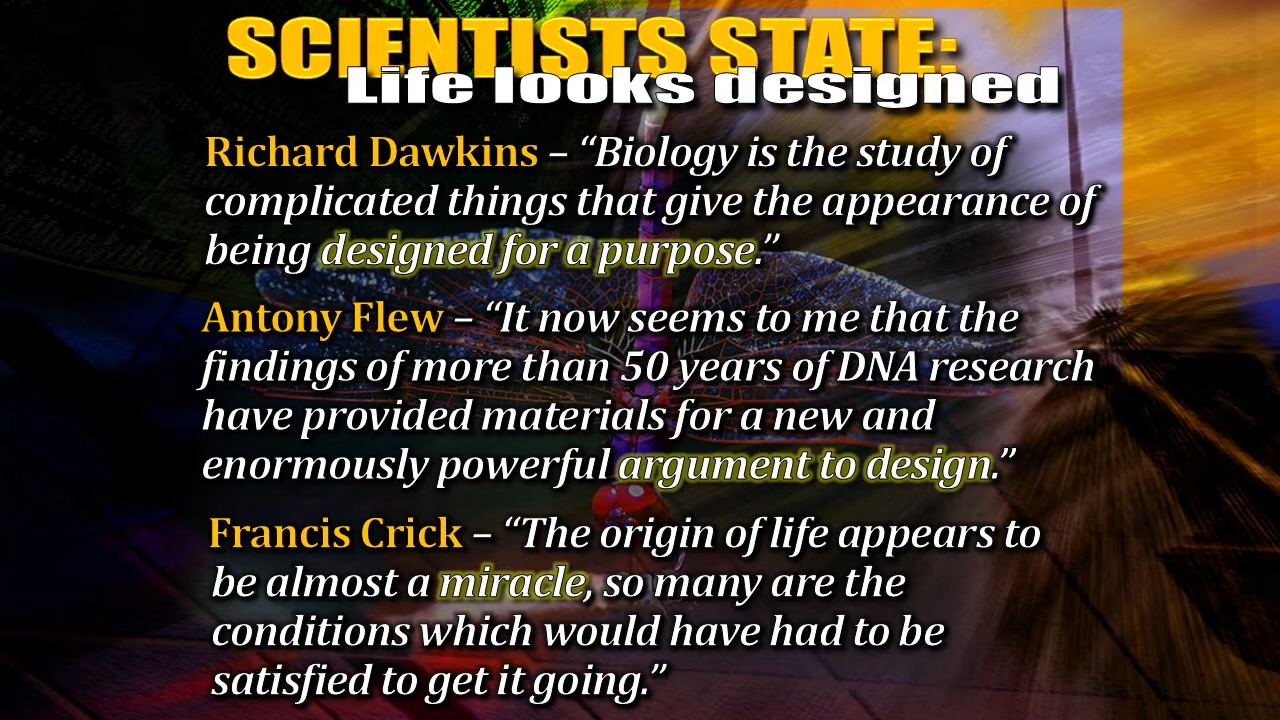 SCIENTISTS STATE:
Life looks designed
Richard Dawkins – “Biology is the study of
complicated things that give the appearance of
being designed for a purpose.”
Antony Flew – “It now seems to me that the
findings of more than 50 years of DNA research
have provided materials for a new and
enormously powerful argument to design.”
Francis Crick – “The origin of life appears to
be almost a miracle, so many are the
conditions which would have had to be
satisfied to get it going.”